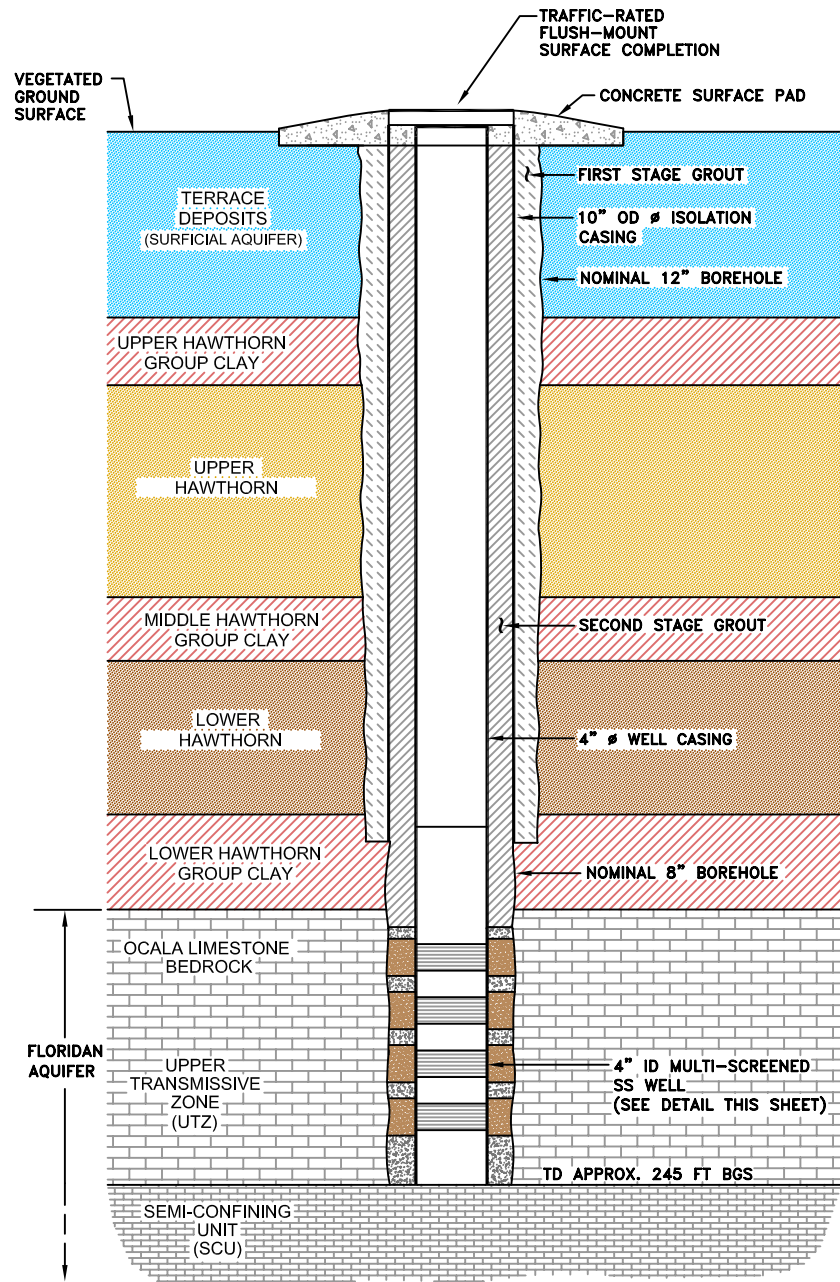 TRAFFIC-RATED
FLUSH-MOUNT
SURFACE COMPLETION
VEGETATED
GROUND
SURFACE
CONCRETE SURFACE PAD
TERRACE
DEPOSITS
(SURFICIAL AQUIFER)
FIRST STAGE GROUT
10" OD ø ISOLATION
CASING
NOMINAL 12" BOREHOLE
UPPER HAWTHORN
GROUP CLAY
UPPER
HAWTHORN
MIDDLE HAWTHORN
GROUP CLAY
SECOND STAGE GROUT
LOWER
HAWTHORN
4" ø WELL CASING
LOWER HAWTHORN
GROUP CLAY
NOMINAL 8" BOREHOLE
OCALA LIMESTONE
BEDROCK
FLORIDAN
AQUIFER
UPPER
TRANSMISSIVE
ZONE
(UTZ)
4" ID MULTI-SCREENED
SS WELL
(SEE DETAIL THIS SHEET)
TD APPROX. 245 FT BGS
SEMI-CONFINING
UNIT
(SCU)